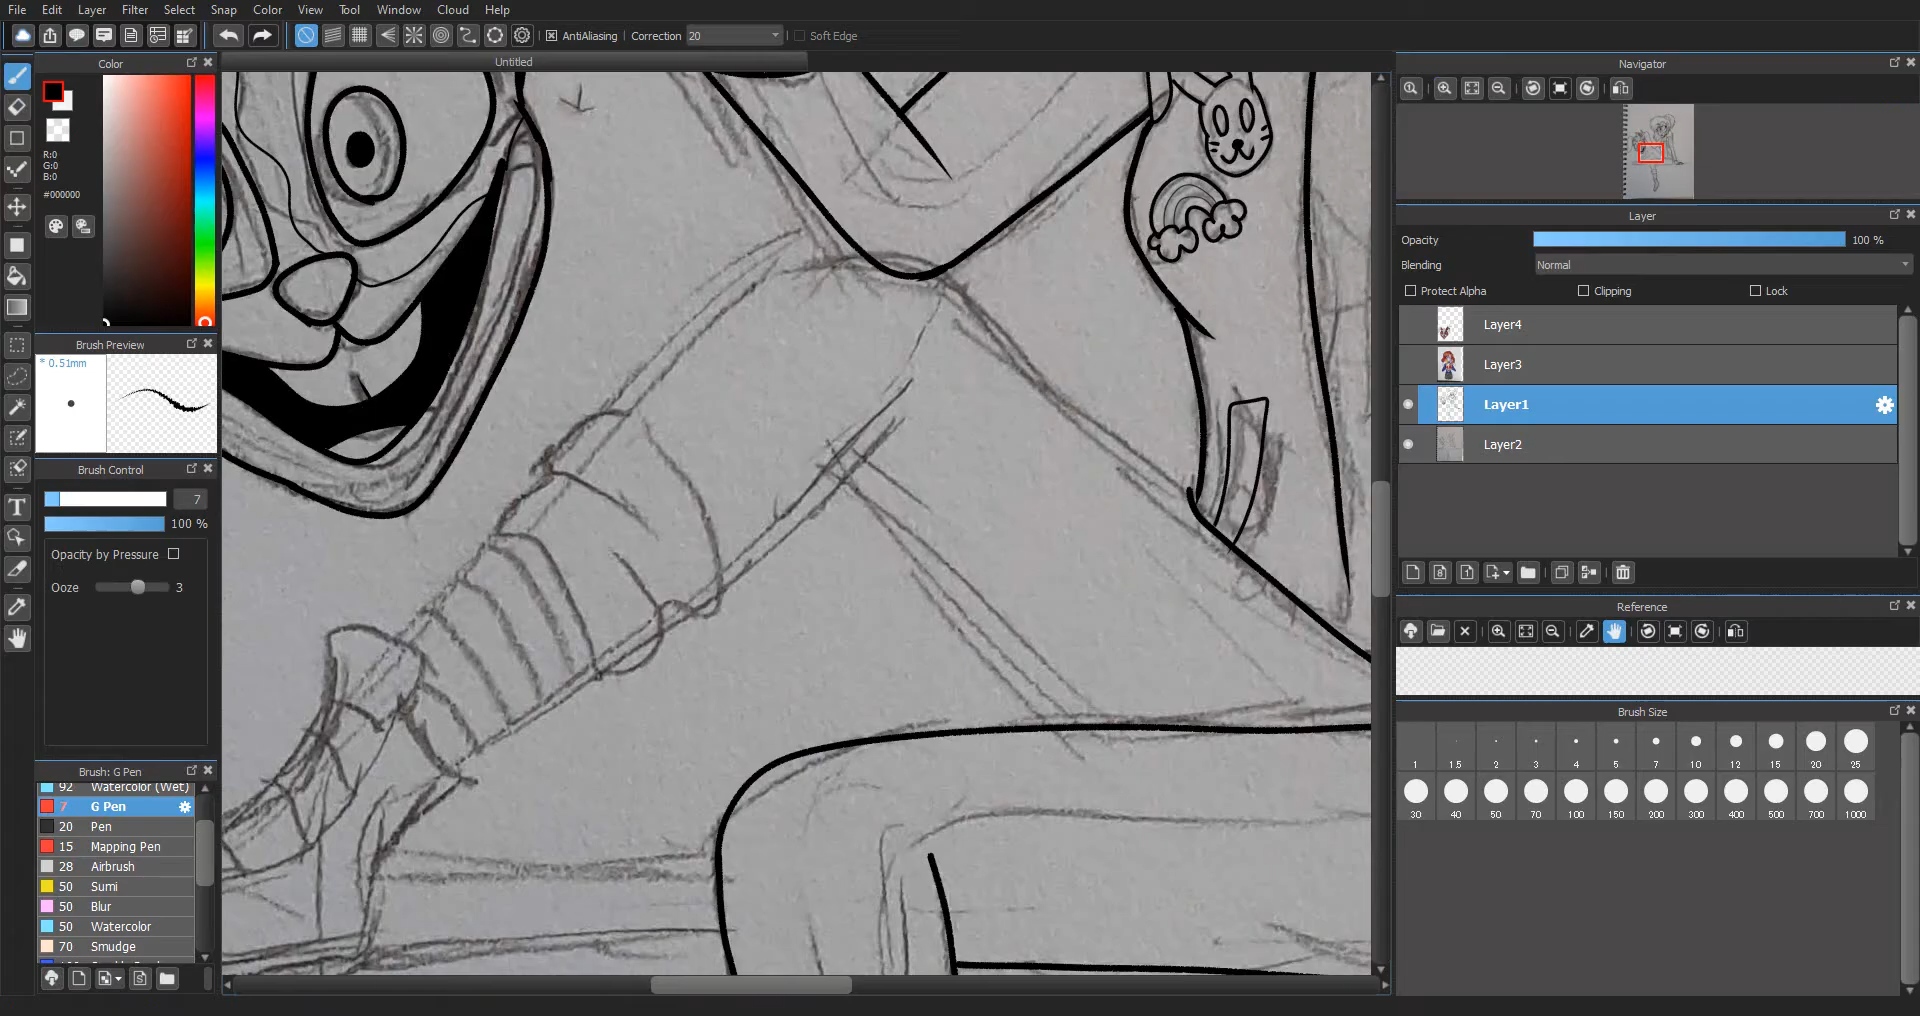 File Edit Layer Filter Select Snap Color View Tool Window Cloud Help
AntiAliasing Correction 20 Soft Edge
Color
Untitled
Navigator
R:0
G:0
B:0
#000000
Layer
Opacity 100 %
Blending Normal
Protect Alpha Clipping Lock
Layer4
Layer3
Layer1
Layer2
Brush Preview
* 0.51mm
Brush Control
7
100 %
Opacity by Pressure
Ooze 3
Reference
Brush Size
1 1.5 2 3 4 5 7 10 12 15 20 25
30 40 50 70 100 150 200 300 400 500 700 1000
Brush: G Pen
92 Watercolor (Wet)
7 G Pen
20 Pen
15 Mapping Pen
28 Airbrush
50 Sumi
50 Blur
50 Watercolor
70 Smudge